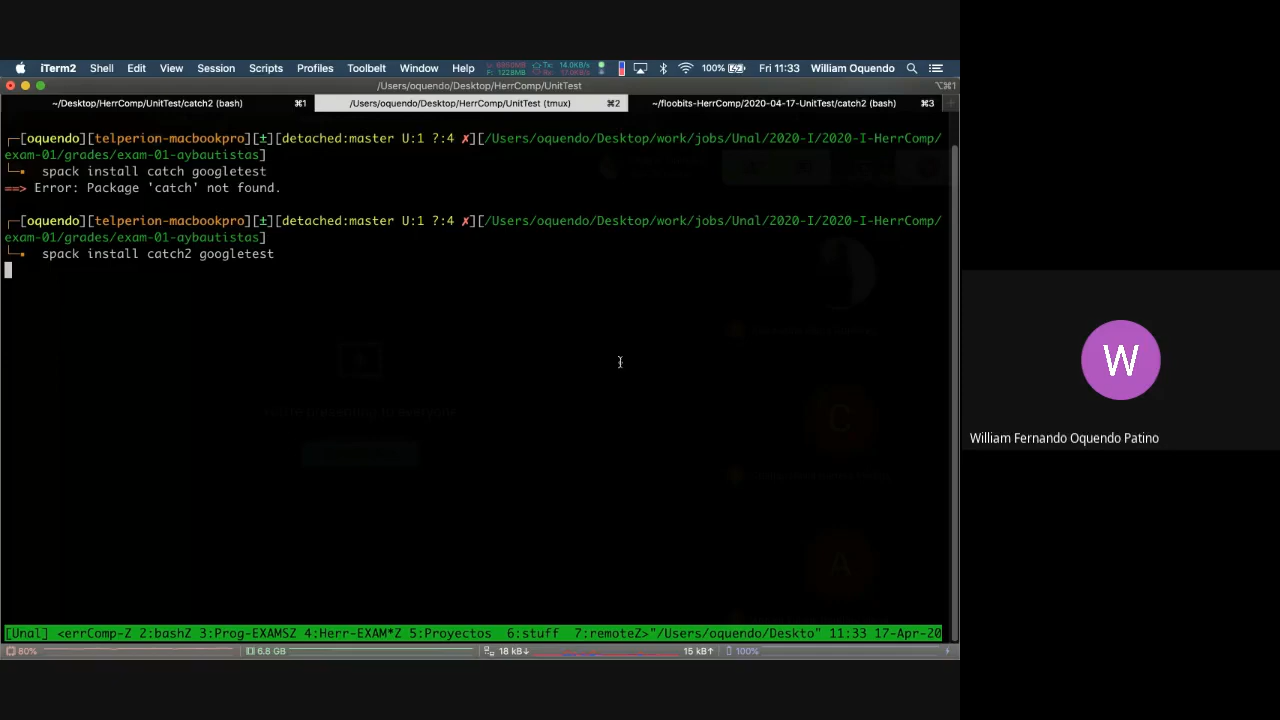 iTerm2 Shell Edit View Session Scripts Profiles Toolbelt Window Help 100% Fri 11:33 William Oquendo
/Users/oquendo/Desktop/HerrComp/UnitTest ⌥⌘1
~/Desktop/HerrComp/UnitTest/catch2 (bash) ⌘1 /Users/oquendo/Desktop/HerrComp/UnitTest (tmux) ⌘2 ~/floobits-HerrComp/2020-04-17-UnitTest/catch2 (bash) ⌘3
[oquendo][telperion-macbookpro][±][detached:master U:1 ?:4 ✗][/Users/oquendo/Desktop/work/jobs/Unal/2020-I/2020-I-HerrComp/
exam-01/grades/exam-01-aybautistas]
spack install catch googletest
==> Error: Package 'catch' not found.
[oquendo][telperion-macbookpro][±][detached:master U:1 ?:4 ✗][/Users/oquendo/Desktop/work/jobs/Unal/2020-I/2020-I-HerrComp/
exam-01/grades/exam-01-aybautistas]
spack install catch2 googletest
[Unal] <errComp-Z 2:bashZ 3:Prog-EXAMSZ 4:Herr-EXAM*Z 5:Proyectos 6:stuff 7:remoteZ>"/Users/oquendo/Deskto" 11:33 17-Apr-20
80% 6.8 GB 18 kB↓ 15 kB↑ 100%
W
William Fernando Oquendo Patino